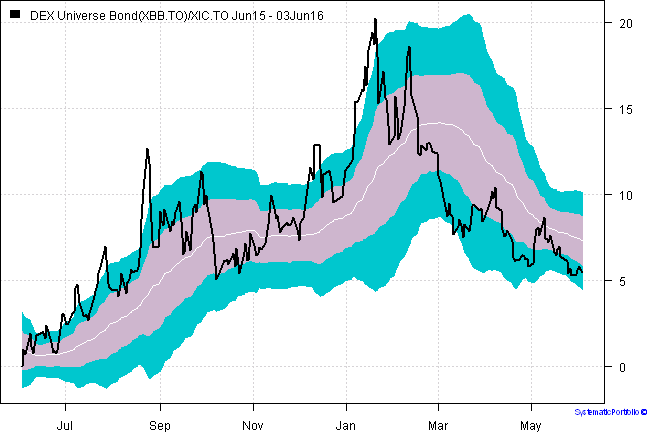 DEX Universe Bond(XBB.TO)/XIC.TO Jun15 - 03Jun16
20
15
10
5
0
Jul Sep Nov Jan Mar May
SystematicPortfolio ©